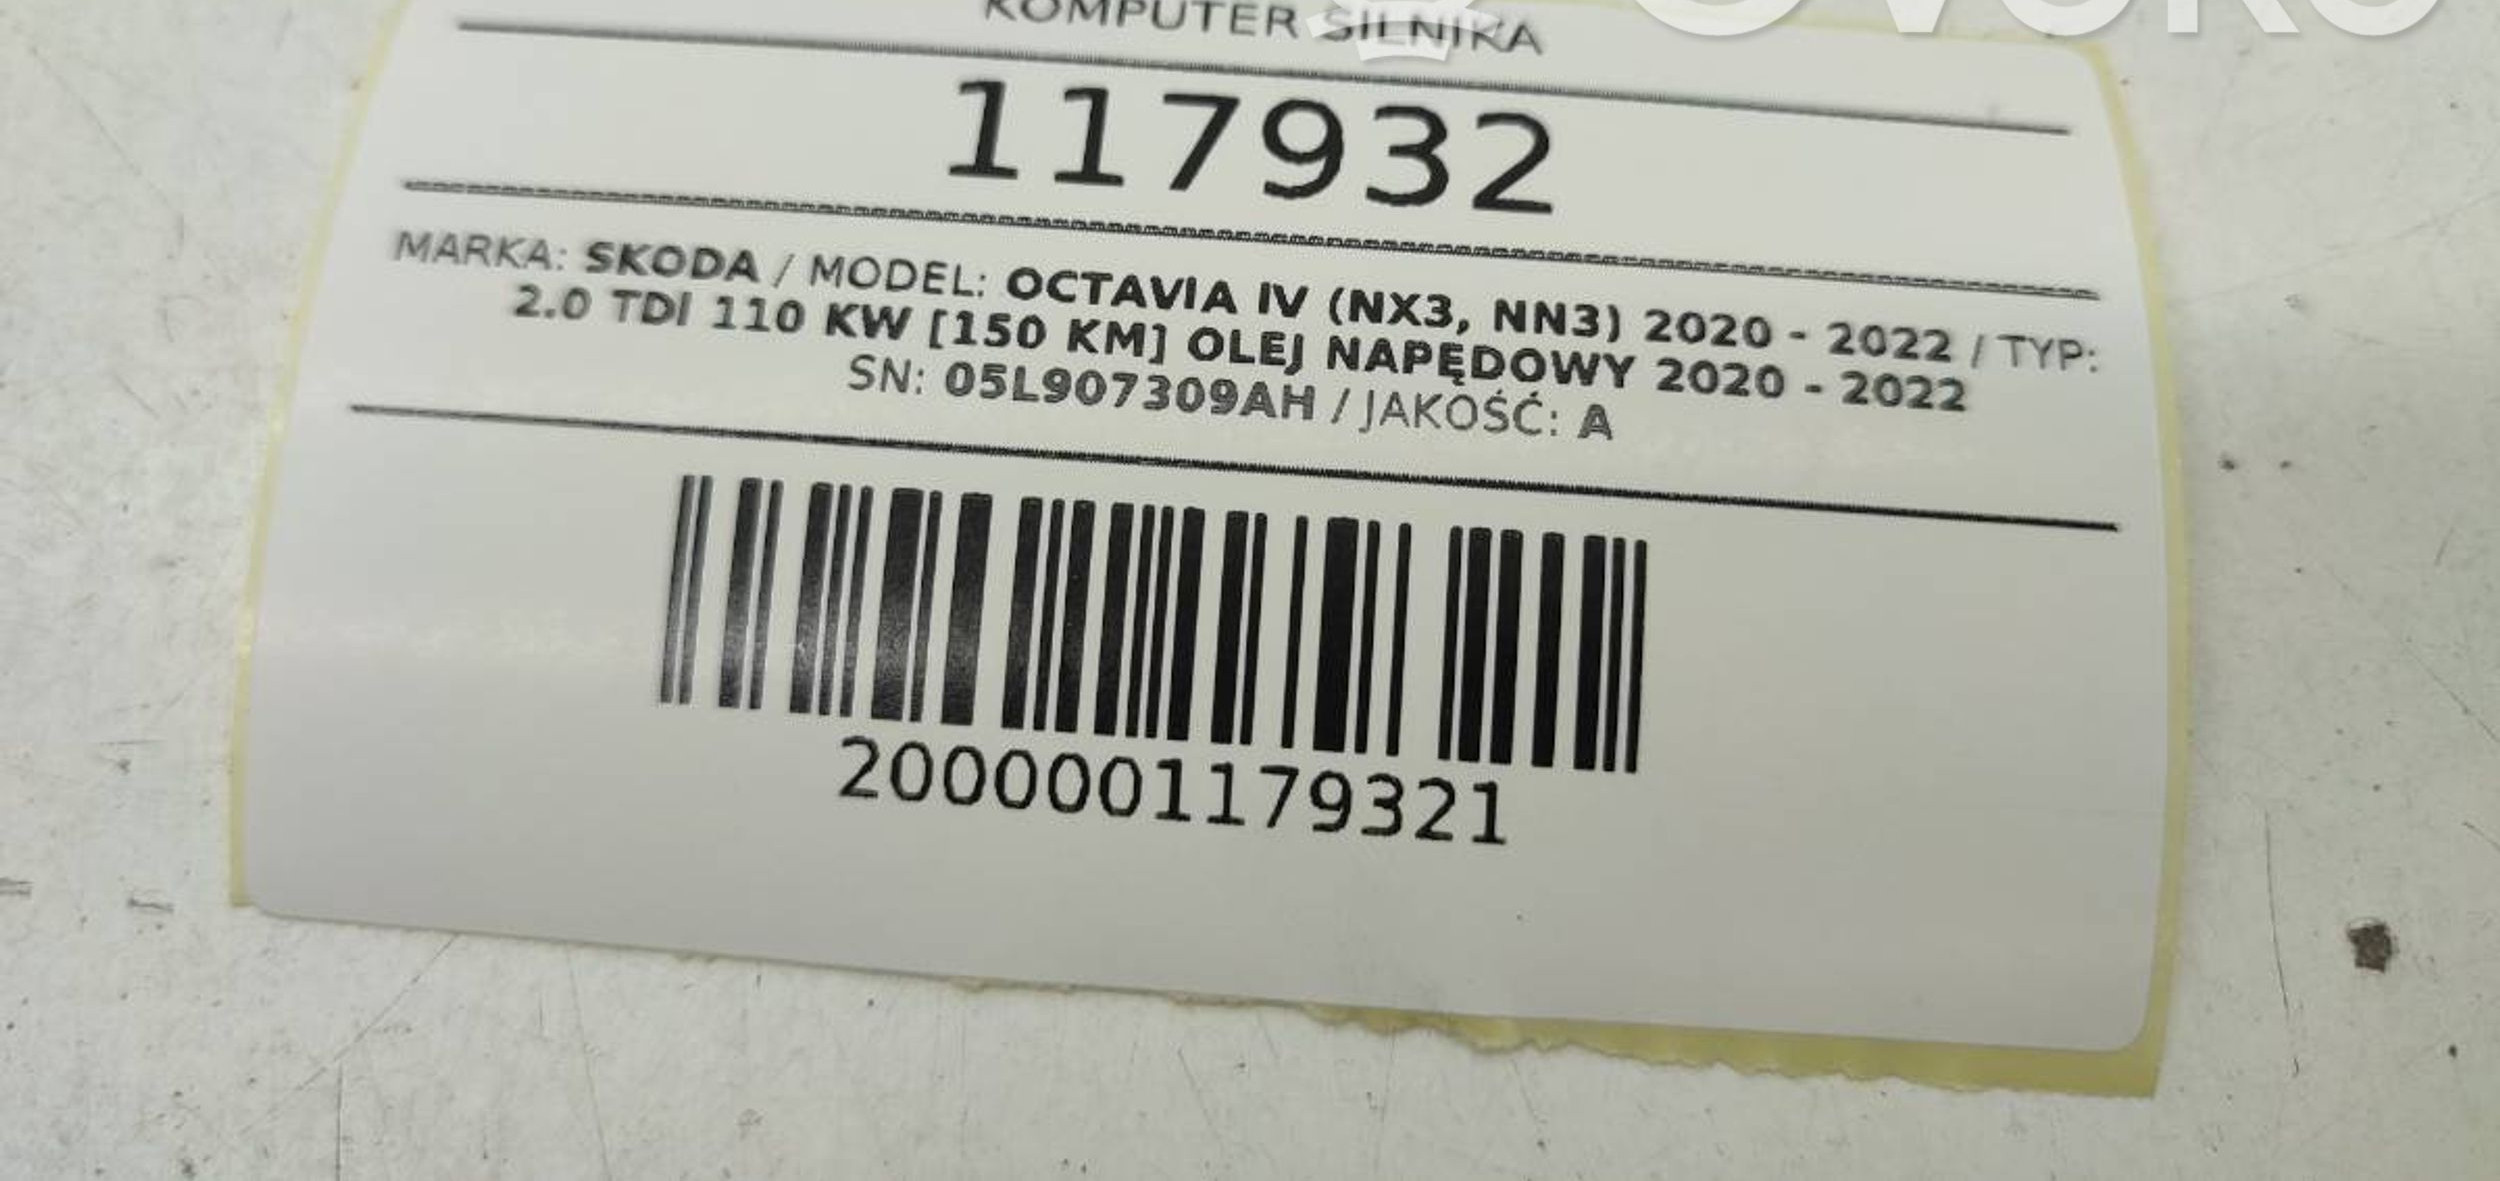 KOMPUTER SILNIKA
117932
MARKA: SKODA / MODEL: OCTAVIA IV (NX3, NN3) 2020 - 2022 / TYP:
2.0 TDI 110 KW [150 KM] OLEJ NAPĘDOWY 2020 - 2022
SN: 05L907309AH / JAKOŚĆ: A
2000001179321